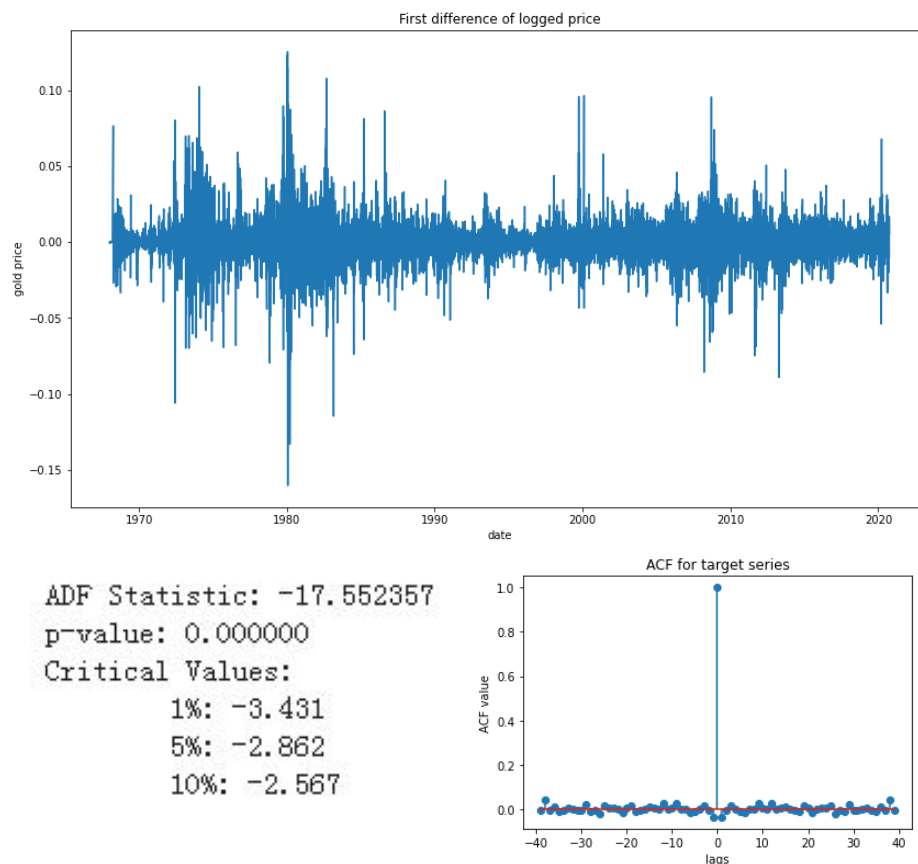 First difference of logged price
gold price
0.10
0.05
0.00
−0.05
−0.10
−0.15
1970 1980 1990 2000 2010 2020
date
ADF Statistic: -17.552357
p-value: 0.000000
Critical Values:
1%: -3.431
5%: -2.862
10%: -2.567
ACF for target series
ACF value
1.0
0.8
0.6
0.4
0.2
0.0
−40 −30 −20 −10 0 10 20 30 40
lags